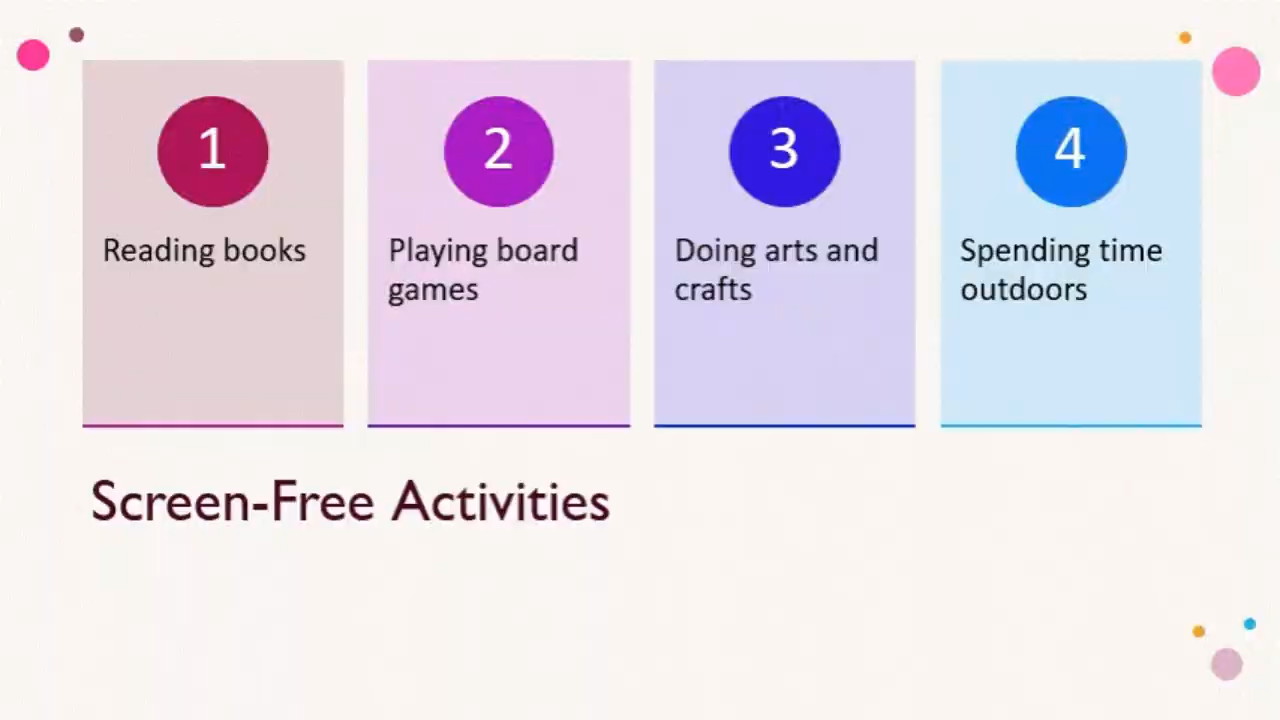 1
Reading books
2
Playing board
games
3
Doing arts and
crafts
4
Spending time
outdoors
Screen-Free Activities